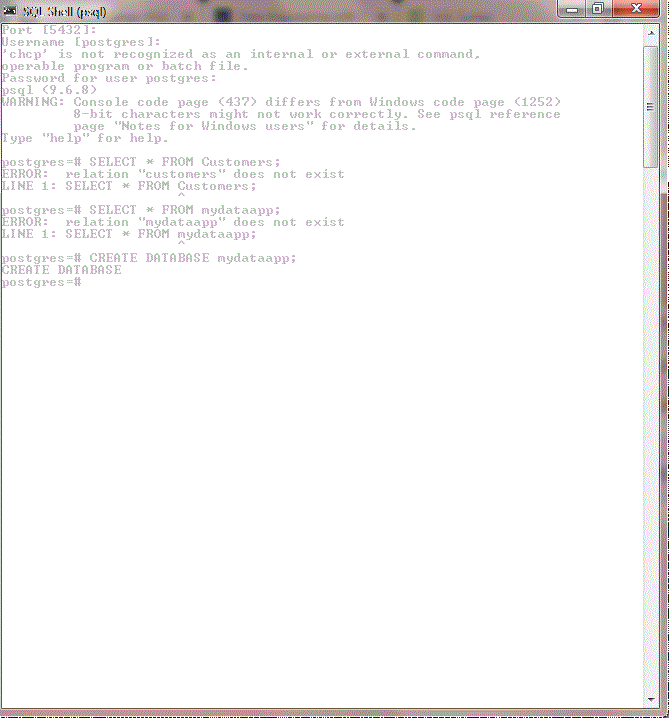 SQL Shell (psql)
Port [5432]:
Username [postgres]:
'chcp' is not recognized as an internal or external command,
operable program or batch file.
Password for user postgres:
psql (9.6.8)
WARNING: Console code page (437) differs from Windows code page (1252)
         8-bit characters might not work correctly. See psql reference
         page "Notes for Windows users" for details.
Type "help" for help.

postgres=# SELECT * FROM Customers;
ERROR:  relation "customers" does not exist
LINE 1: SELECT * FROM Customers;
                      ^
postgres=# SELECT * FROM mydataapp;
ERROR:  relation "mydataapp" does not exist
LINE 1: SELECT * FROM mydataapp;
                      ^
postgres=# CREATE DATABASE mydataapp;
CREATE DATABASE
postgres=#